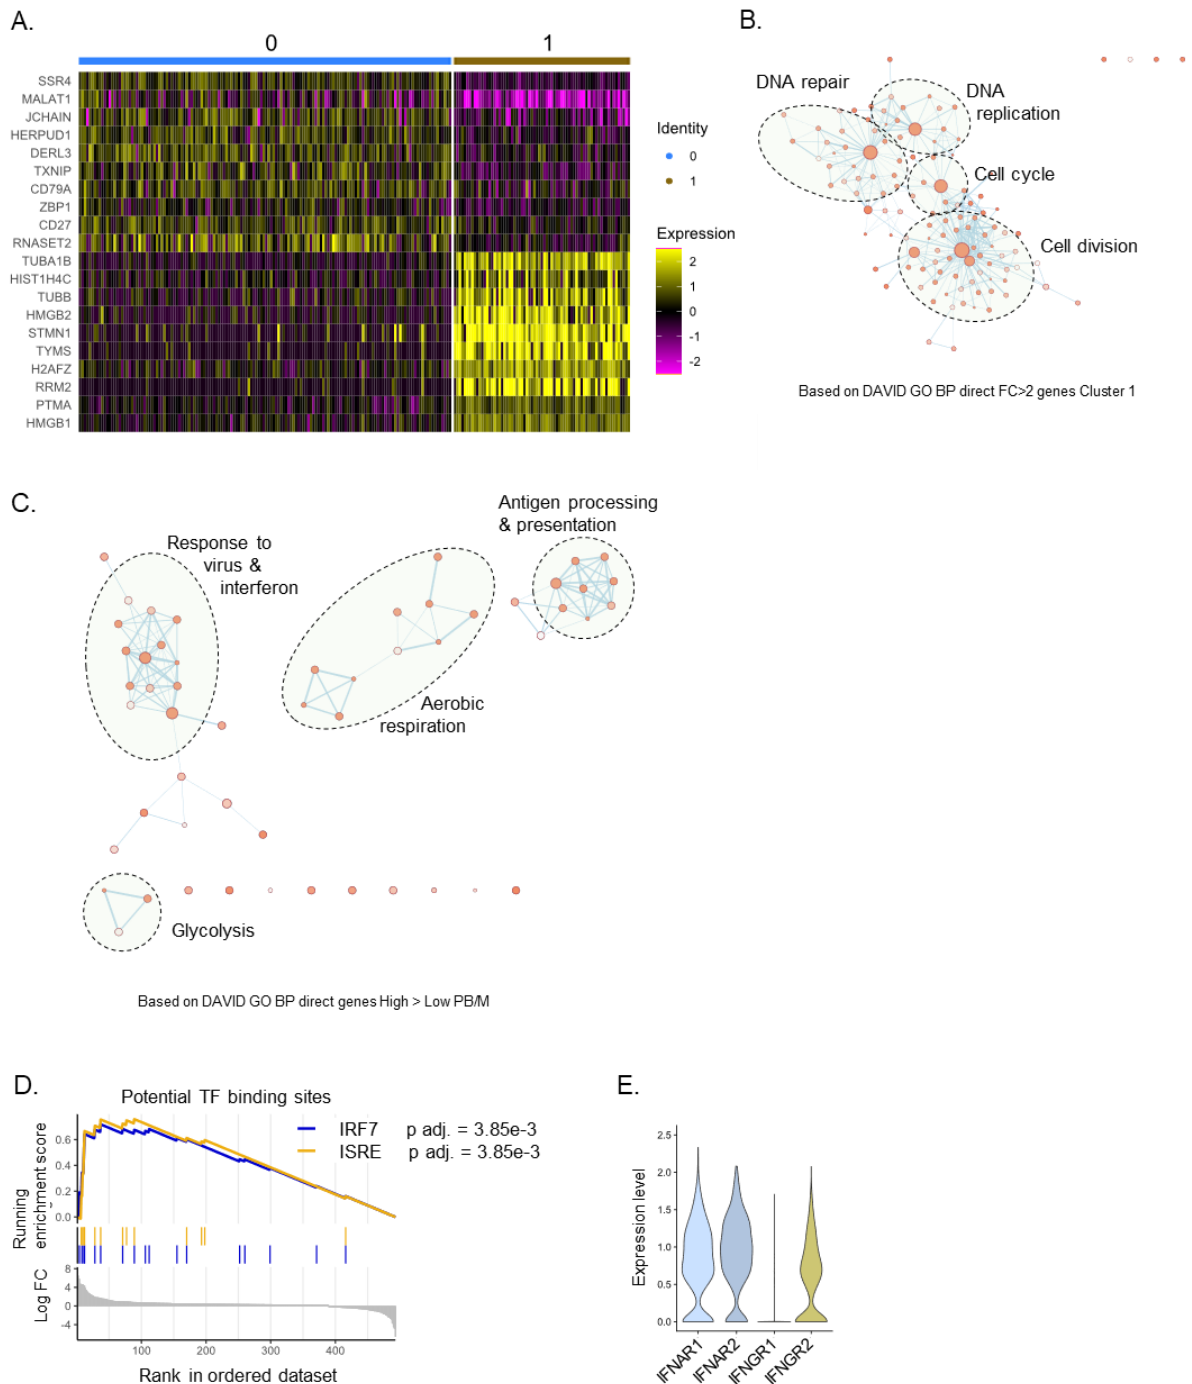 A.
0
1
SSR4
MALAT1
JCHAIN
HERPUD1
DERL3
TXNIP
CD79A
ZBP1
CD27
RNASET2
TUBA1B
HIST1H4C
TUBB
HMGB2
STMN1
TYMS
H2AFZ
RRM2
PTMA
HMGB1
Identity
0
1
Expression
2
1
0
-1
-2
B.
DNA repair
DNA
replication
Cell cycle
Cell division
Based on DAVID GO BP direct FC>2 genes Cluster 1
C.
Response to
virus &
interferon
Aerobic
respiration
Antigen processing
& presentation
Glycolysis
Based on DAVID GO BP direct genes High > Low PB/M
D.
Potential TF binding sites
IRF7 p adj. = 3.85e-3
ISRE p adj. = 3.85e-3
Running
enrichment score
0.6
0.4
0.2
0.0
Log FC
8
4
0
-4
100
200
300
400
Rank in ordered dataset
E.
Expression level
2.5
2.0
1.5
1.0
0.5
0.0
IFNAR1
IFNAR2
IFNGR1
IFNGR2